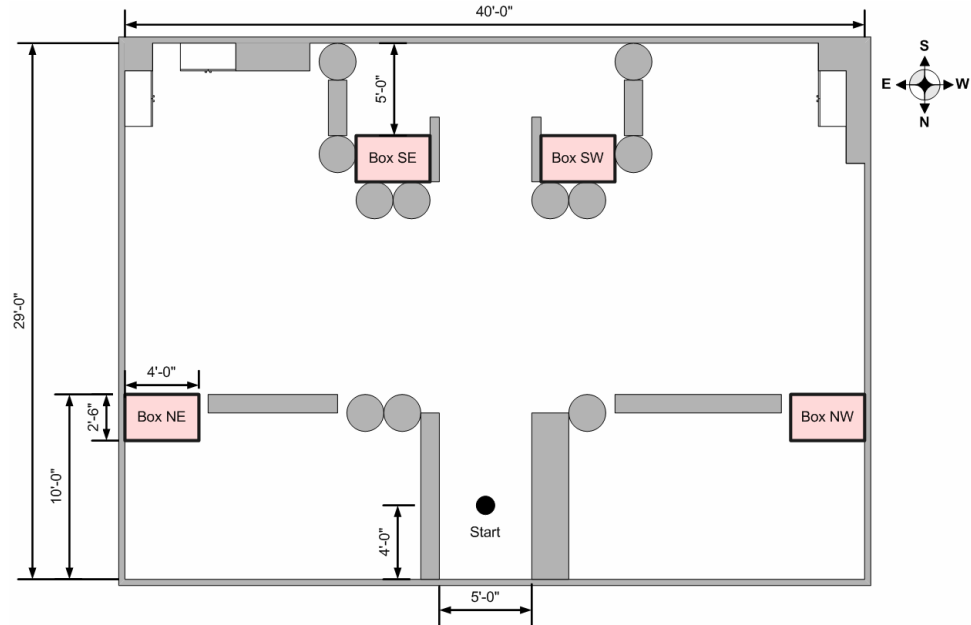 40'-0"
S
E W
N
5'-0"
Box SE
Box SW
29'-0"
4'-0"
2'-6"
Box NE
Box NW
10'-0"
4'-0"
Start
5'-0"